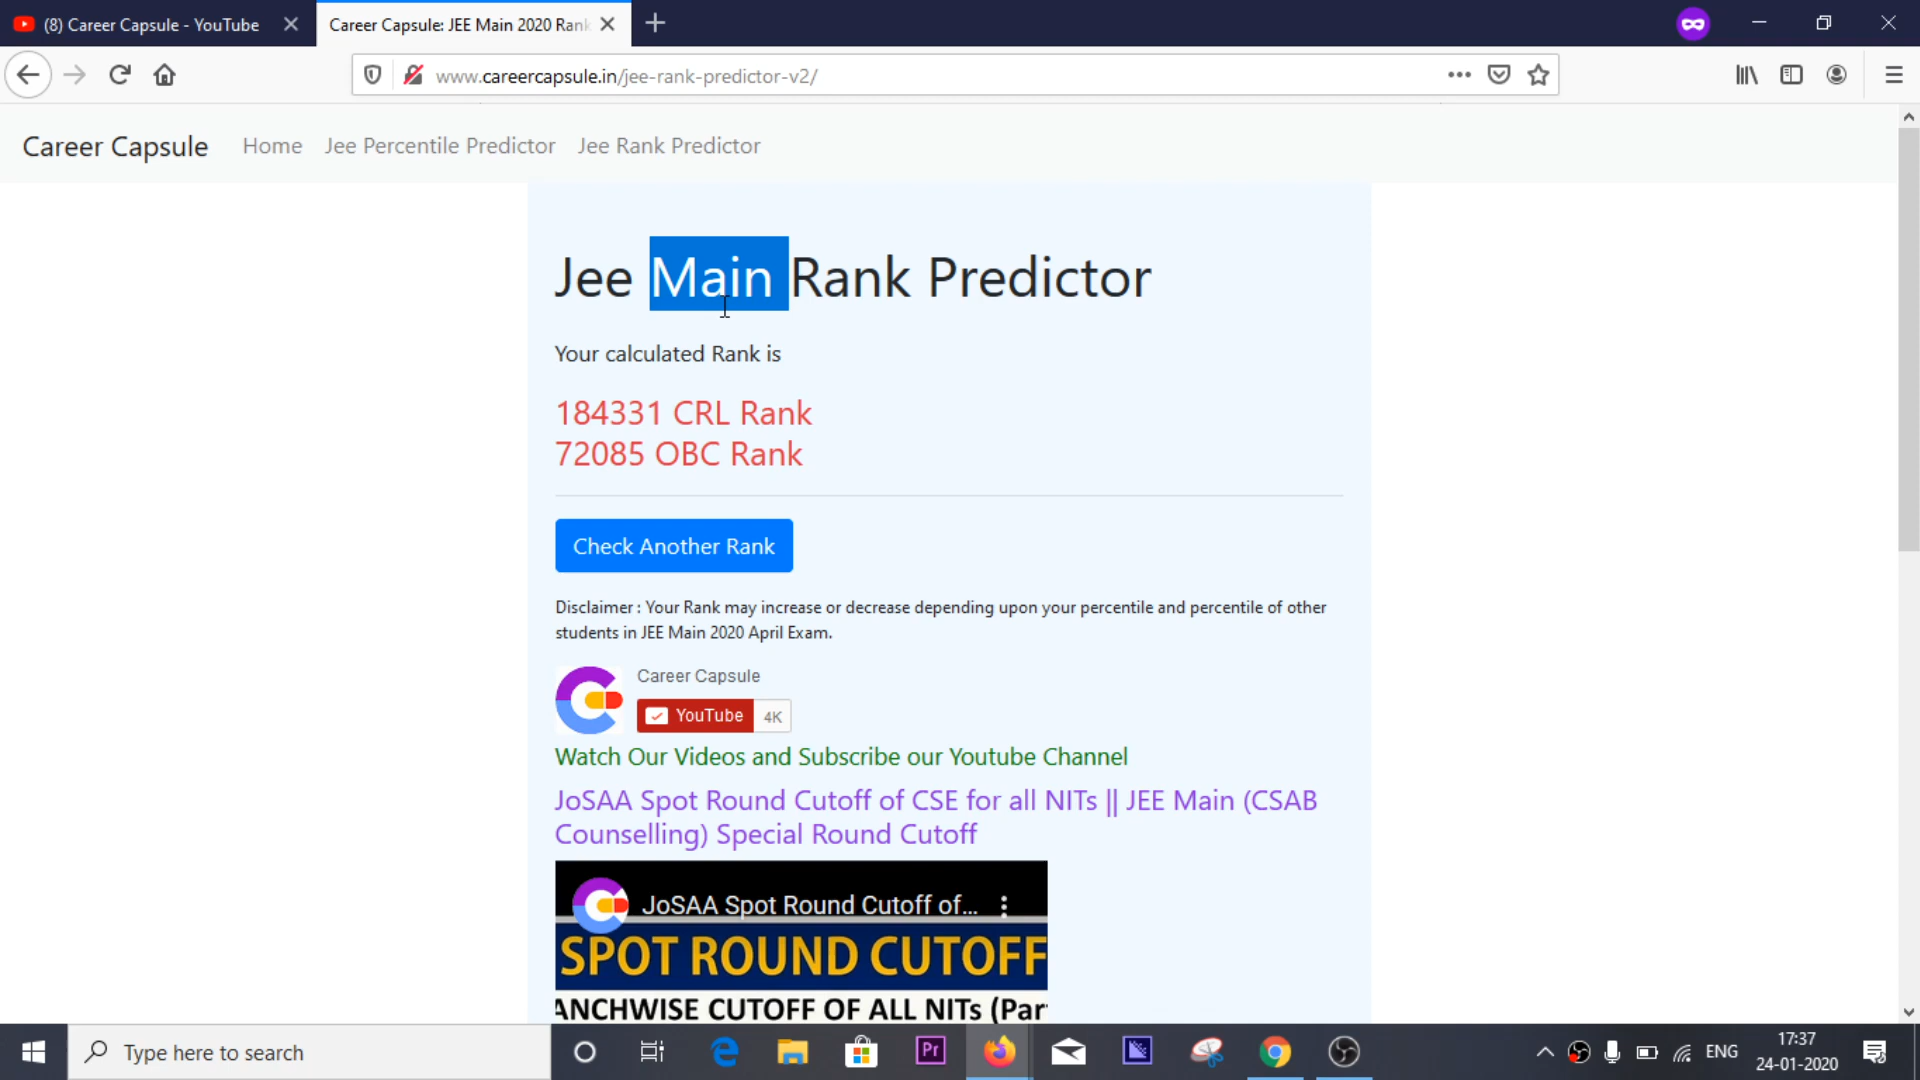 (8) Career Capsule - YouTube
Career Capsule: JEE Main 2020 Rank
www.careercapsule.in/jee-rank-predictor-v2/
Career Capsule Home Jee Percentile Predictor Jee Rank Predictor
Jee Main Rank Predictor
Your calculated Rank is
184331 CRL Rank
72085 OBC Rank
Check Another Rank
Disclaimer : Your Rank may increase or decrease depending upon your percentile and percentile of other
students in JEE Main 2020 April Exam.
Career Capsule
YouTube 4K
Watch Our Videos and Subscribe our Youtube Channel
JoSAA Spot Round Cutoff of CSE for all NITs || JEE Main (CSAB
Counselling) Special Round Cutoff
JoSAA Spot Round Cutoff of...
SPOT ROUND CUTOFF
ANCHWISE CUTOFF OF ALL NITs (Par
Type here to search
Pr
ENG
17:37
24-01-2020